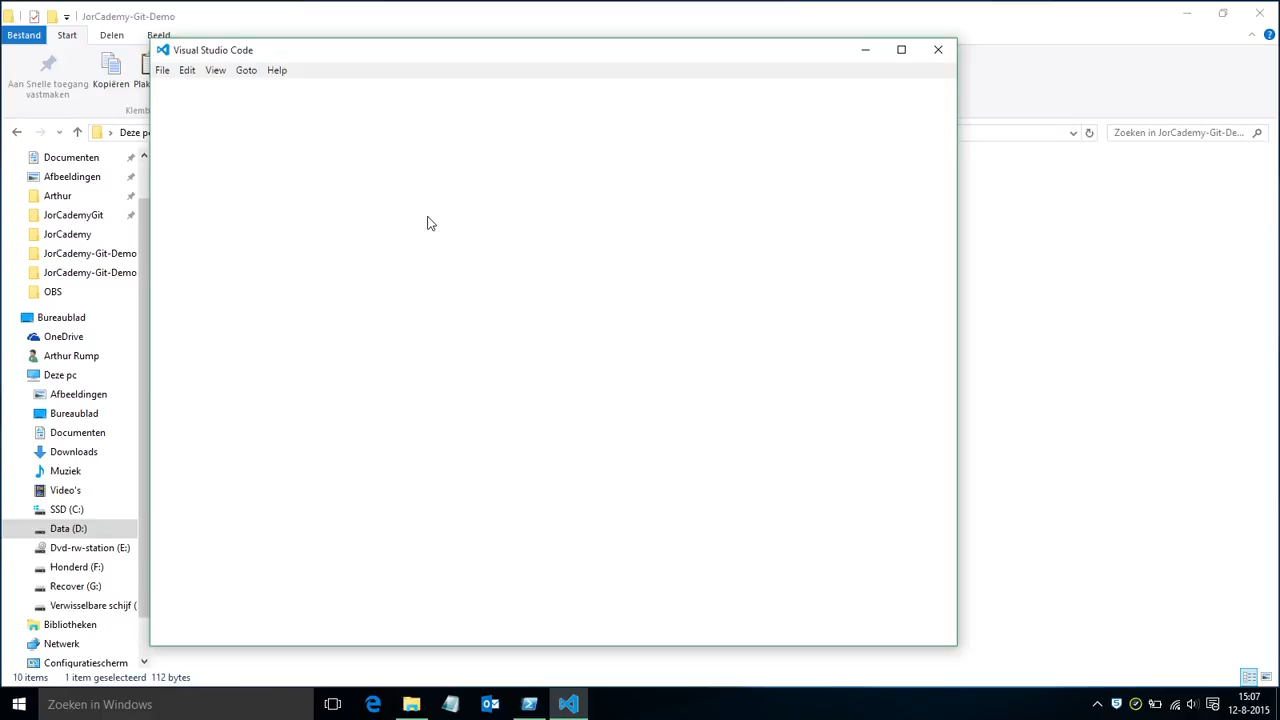 JorCademy-Git-Demo
Bestand
Start
Delen
Beeld
Visual Studio Code
File
Edit
View
Goto
Help
Aan Snelle toegang
vastmaken
Kopiëren
Plak
Klemb
Deze p
Zoeken in JorCademy-Git-De...
Documenten
Afbeeldingen
Arthur
JorCademyGit
JorCademy
JorCademy-Git-Demo
JorCademy-Git-Demo
OBS
Bureaublad
OneDrive
Arthur Rump
Deze pc
Afbeeldingen
Bureaublad
Documenten
Downloads
Muziek
Video's
SSD (C:)
Data (D:)
Dvd-rw-station (E:)
Honderd (F:)
Recover (G:)
Verwisselbare schijf (
Bibliotheken
Netwerk
Configuratiescherm
10 items
1 item geselecteerd
112 bytes
Zoeken in Windows
15:07
12-8-2015